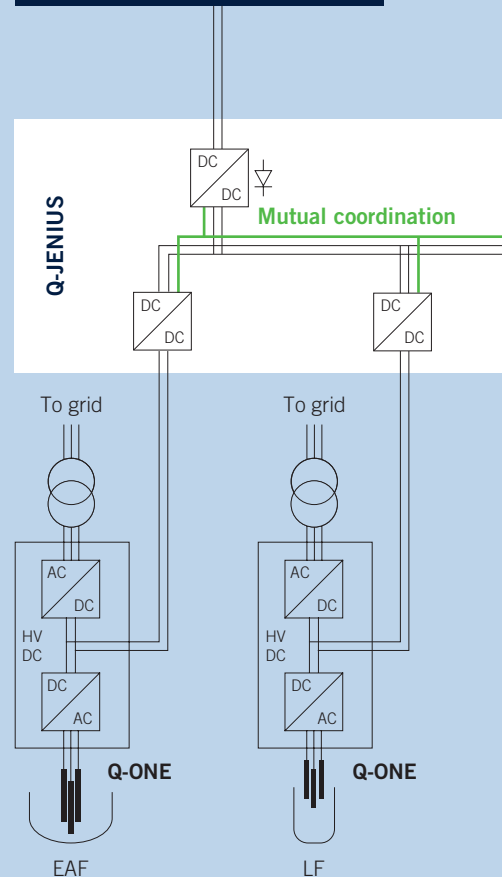 DC
DC
Mutual coordination
Q-JENIUS
DC
DC
DC
DC
To grid
To grid
AC
DC
HV
DC
DC
AC
AC
DC
HV
DC
DC
AC
Q-ONE
Q-ONE
EAF
LF